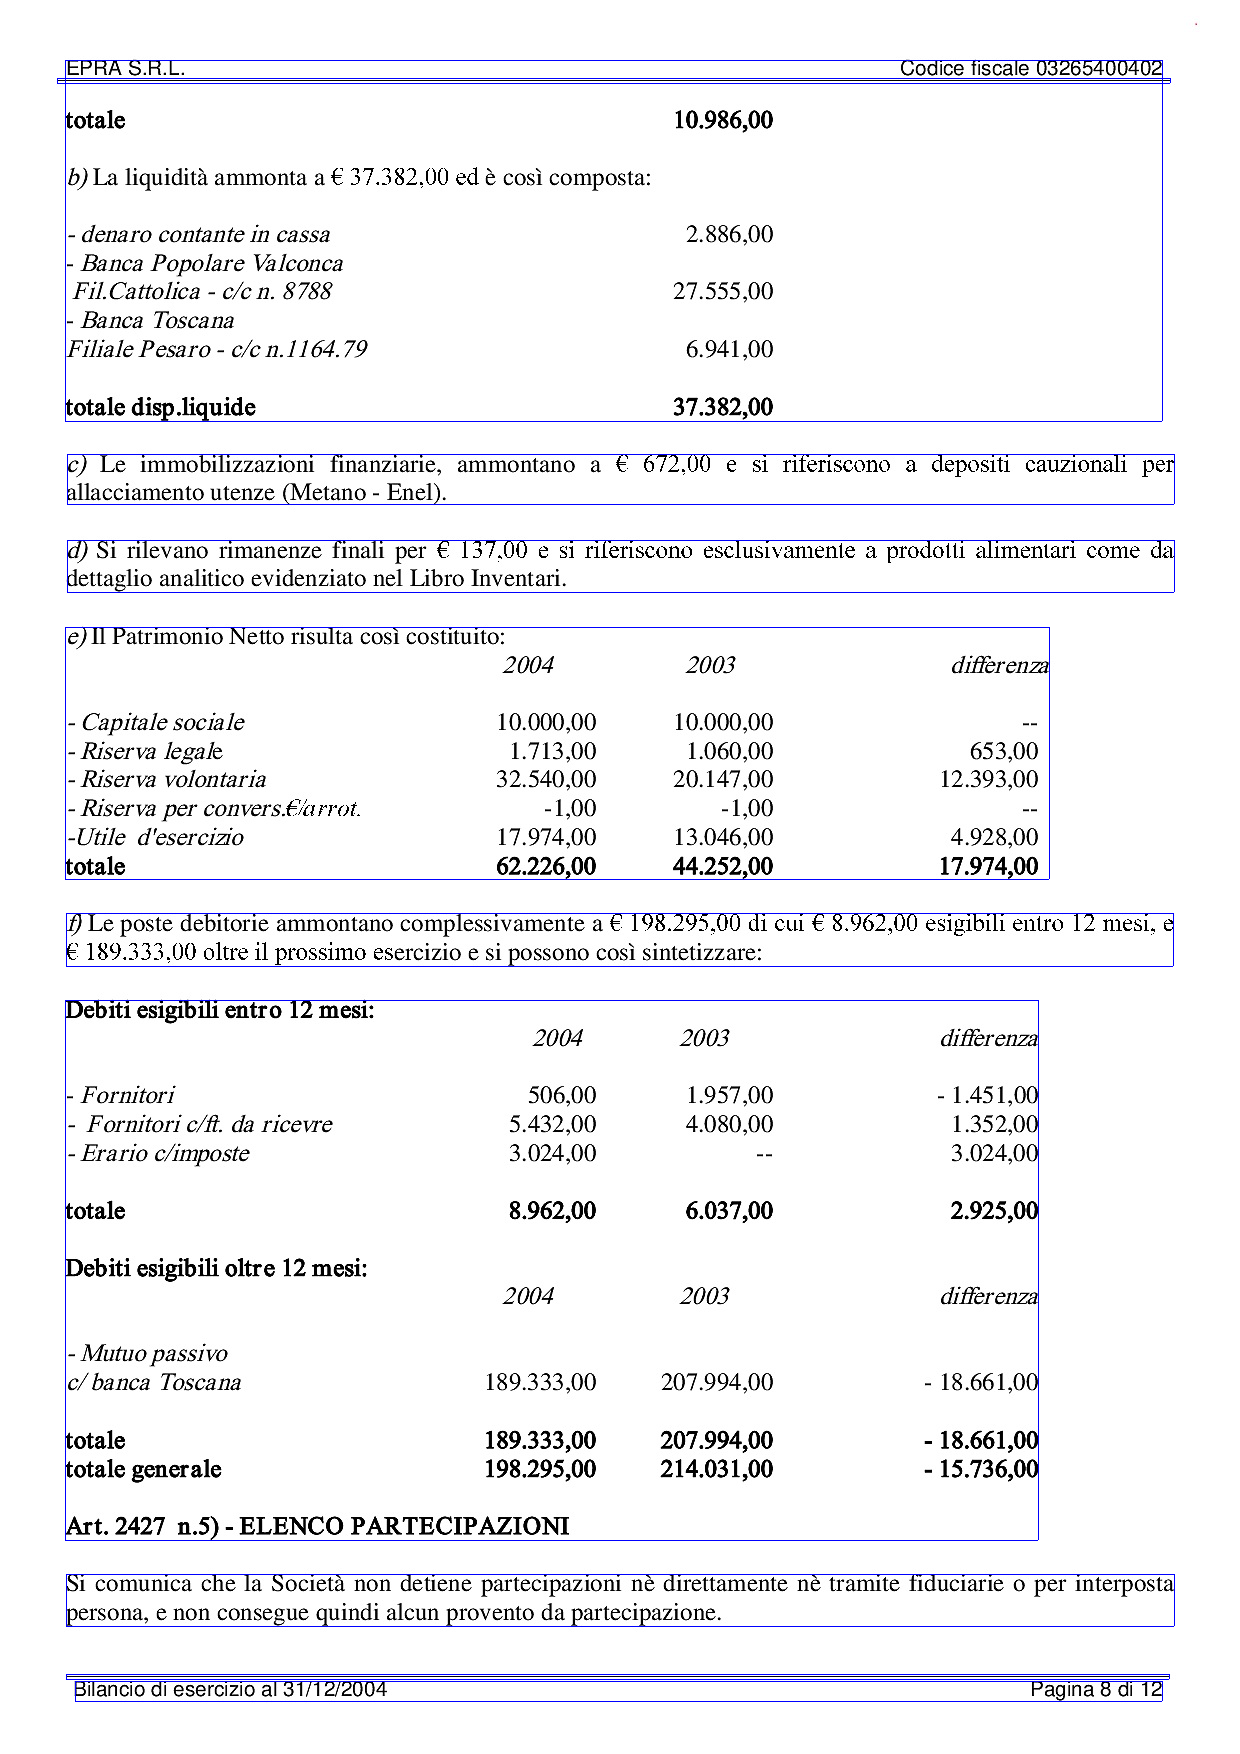 EPRA S.R.L. Codice fiscale 03265400402
totale 10.986,00
b) La liquidità ammonta a € 37.382,00 ed è così composta:
- denaro contante in cassa 2.886,00
- Banca Popolare Valconca
Fil.Cattolica - c/c n. 8788 27.555,00
- Banca Toscana
Filiale Pesaro - c/c n.1164.79 6.941,00
totale disp.liquide 37.382,00
c) Le immobilizzazioni finanziarie, ammontano a € 672,00 e si riferiscono a depositi cauzionali per
allacciamento utenze (Metano - Enel).
d) Si rilevano rimanenze finali per € 137,00 e si riferiscono esclusivamente a prodotti alimentari come da
dettaglio analitico evidenziato nel Libro Inventari.
e) Il Patrimonio Netto risulta così costituito:
2004 2003 differenza
- Capitale sociale 10.000,00 10.000,00 --
- Riserva legale 1.713,00 1.060,00 653,00
- Riserva volontaria 32.540,00 20.147,00 12.393,00
- Riserva per convers.€/arrot. -1,00 -1,00 --
-Utile d'esercizio 17.974,00 13.046,00 4.928,00
totale 62.226,00 44.252,00 17.974,00
f) Le poste debitorie ammontano complessivamente a € 198.295,00 di cui € 8.962,00 esigibili entro 12 mesi, e
€ 189.333,00 oltre il prossimo esercizio e si possono così sintetizzare:
Debiti esigibili entro 12 mesi:
2004 2003 differenza
- Fornitori 506,00 1.957,00 - 1.451,00
- Fornitori c/ft. da ricevre 5.432,00 4.080,00 1.352,00
- Erario c/imposte 3.024,00 -- 3.024,00
totale 8.962,00 6.037,00 2.925,00
Debiti esigibili oltre 12 mesi:
2004 2003 differenza
- Mutuo passivo
c/ banca Toscana 189.333,00 207.994,00 - 18.661,00
totale 189.333,00 207.994,00 - 18.661,00
totale generale 198.295,00 214.031,00 - 15.736,00
Art. 2427 n.5) - ELENCO PARTECIPAZIONI
Si comunica che la Società non detiene partecipazioni nè direttamente nè tramite fiduciarie o per interposta
persona, e non consegue quindi alcun provento da partecipazione.
Bilancio di esercizio al 31/12/2004 Pagina 8 di 12